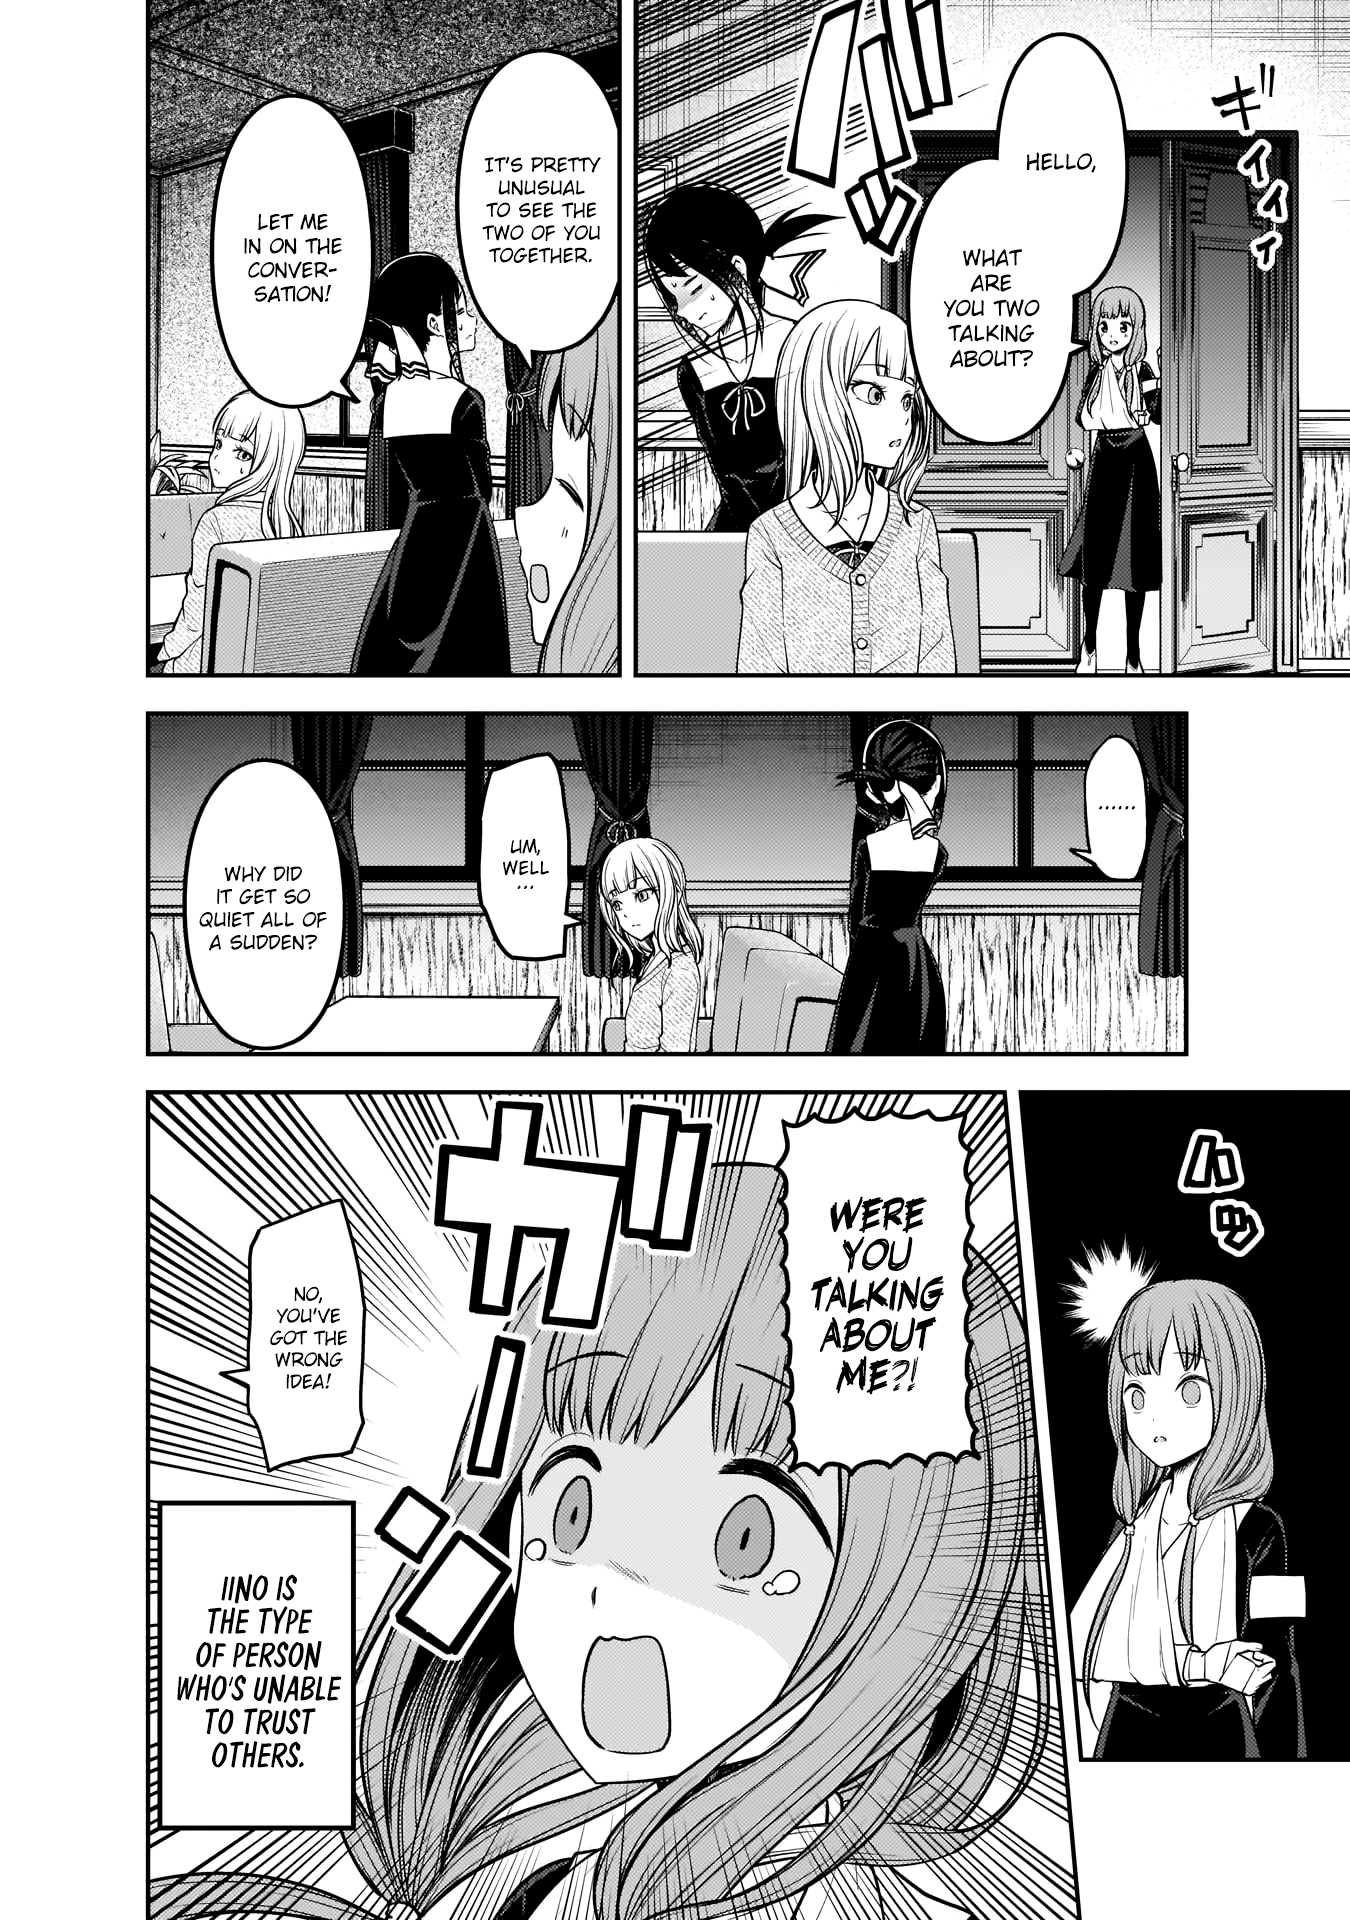 HELLO,
WHAT
ARE
YOU TWO
TALKING
ABOUT?
ギィィィ
バッ
IT'S PRETTY
UNUSUAL
TO SEE THE
TWO OF YOU
TOGETHER.
LET ME
IN ON THE
CONVER-
SATION!
......
UM,
WELL
...
WHY DID
IT GET SO
QUIET ALL OF
A SUDDEN?
ハッ
WERE
YOU
TALKING
ABOUT
ME?!
ガーン
NO,
YOU'VE
GOT THE
WRONG
IDEA!
IINO IS
THE TYPE
OF PERSON
WHO'S UNABLE
TO TRUST
OTHERS.